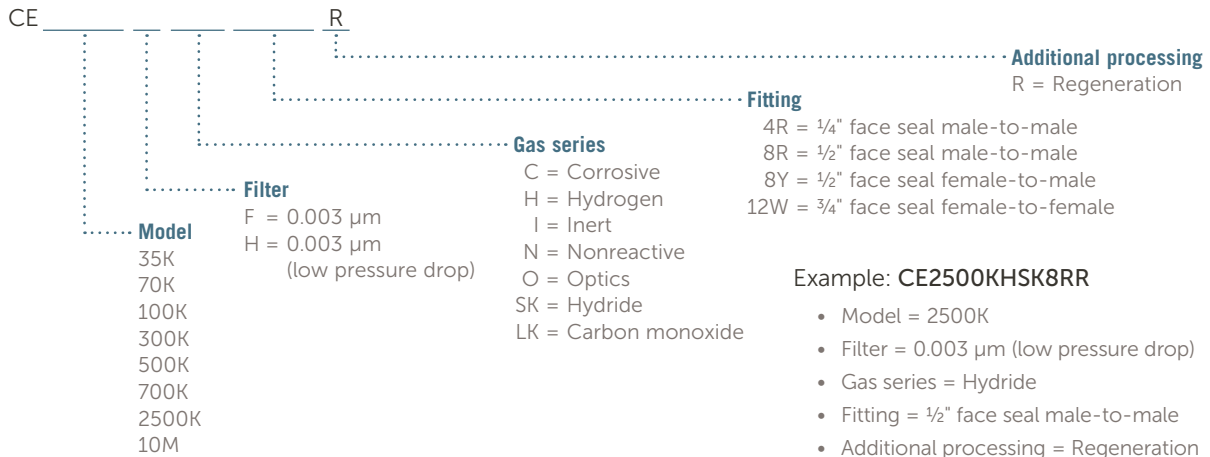 CE R
Additional processing
R = Regeneration
Fitting
4R = ¼" face seal male-to-male
8R = ½" face seal male-to-male
8Y = ½" face seal female-to-male
12W = ¾" face seal female-to-female
Gas series
C = Corrosive
H = Hydrogen
I = Inert
N = Nonreactive
O = Optics
SK = Hydride
LK = Carbon monoxide
Filter
F = 0.003 µm
H = 0.003 µm
(low pressure drop)
Model
35K
70K
100K
300K
500K
700K
2500K
10M
Example: CE2500KHSK8RR
• Model = 2500K
• Filter = 0.003 µm (low pressure drop)
• Gas series = Hydride
• Fitting = ½" face seal male-to-male
• Additional processing = Regeneration